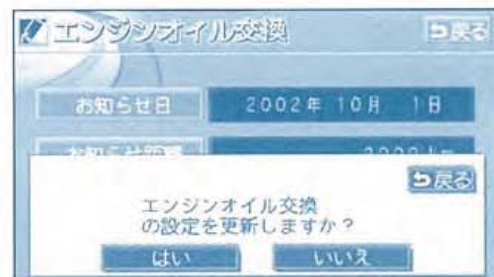 エンジンオイル交換
戻る
お知らせ日 2002年 10月 1日
戻る
エンジンオイル交換
の設定を更新しますか？
はい いいえ